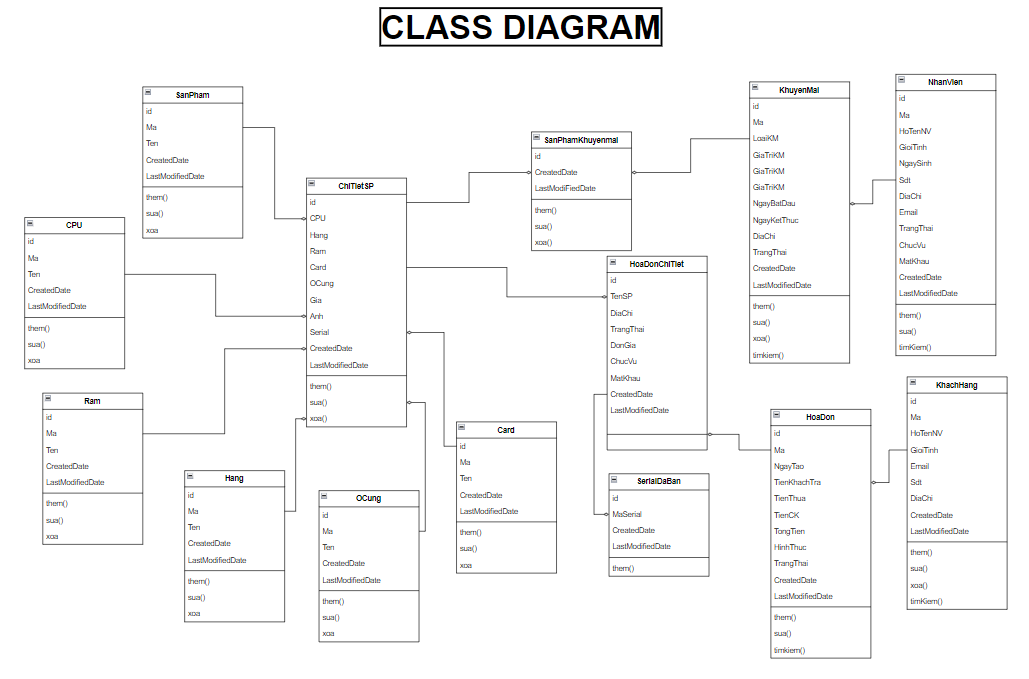 CLASS DIAGRAM
SanPham
id
Ma
Ten
CreatedDate
LastModifiedDate
them()
sua()
xoa
CPU
id
Ma
Ten
CreatedDate
LastModifiedDate
them()
sua()
xoa
Ram
id
Ma
Ten
CreatedDate
LastModifiedDate
them()
sua()
xoa
Hang
id
Ma
Ten
CreatedDate
LastModifiedDate
them()
sua()
xoa
ChiTietSP
id
CPU
Hang
Ram
Card
OCung
Gia
Anh
Serial
CreatedDate
LastModifiedDate
them()
sua()
xoa()
OCung
id
Ma
Ten
CreatedDate
LastModifiedDate
them()
sua()
xoa
Card
id
Ma
Ten
CreatedDate
LastModifiedDate
them()
sua()
xoa
SanPhamKhuyenmai
id
CreatedDate
LastModiFiedDate
them()
sua()
xoa()
HoaDonChiTiet
id
TenSP
DiaChi
TrangThai
DonGia
ChucVu
MatKhau
CreatedDate
LastModifiedDate
SerialDaBan
id
MaSerial
CreatedDate
LastModifiedDate
them()
KhuyenMai
id
Ma
LoaiKM
GiaTriKM
GiaTriKM
GiaTriKM
NgayBatDau
NgayKetThuc
DiaChi
TrangThai
CreatedDate
LastModifiedDate
them()
sua()
xoa()
timkiem()
NhanVien
id
Ma
HoTenNV
GioiTinh
NgaySinh
Sdt
DiaChi
Email
TrangThai
ChucVu
MatKhau
CreatedDate
LastModifiedDate
them()
sua()
timKiem()
HoaDon
id
Ma
NgayTao
TienKhachTra
TienThua
TienCK
TongTien
HinhThuc
TrangThai
CreatedDate
LastModifiedDate
them()
sua()
timkiem()
KhachHang
id
Ma
HoTenNV
GioiTinh
Email
Sdt
DiaChi
CreatedDate
LastModifiedDate
them()
sua()
xoa()
timKiem()